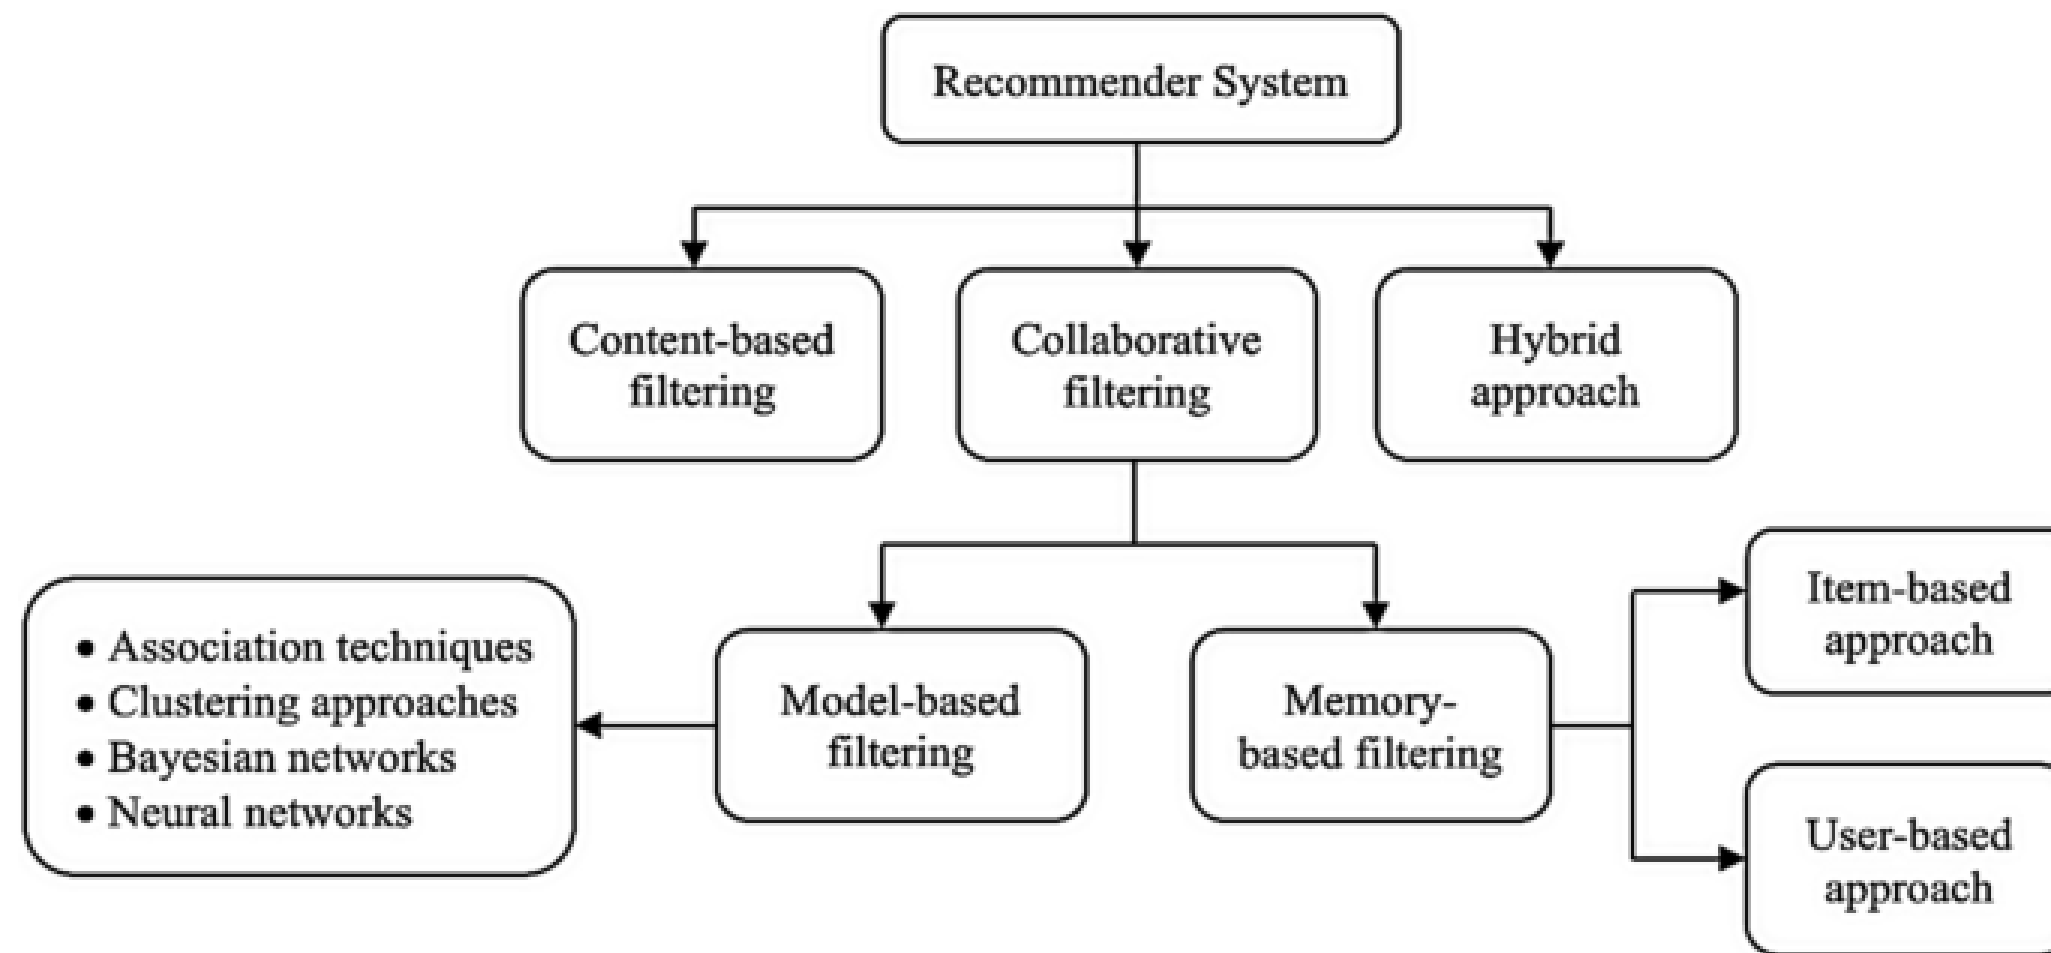 Recommender System
Content-based
filtering
Collaborative
filtering
Hybrid
approach
• Association techniques
• Clustering approaches
• Bayesian networks
• Neural networks
Model-based
filtering
Memory-
based filtering
Item-based
approach
User-based
approach